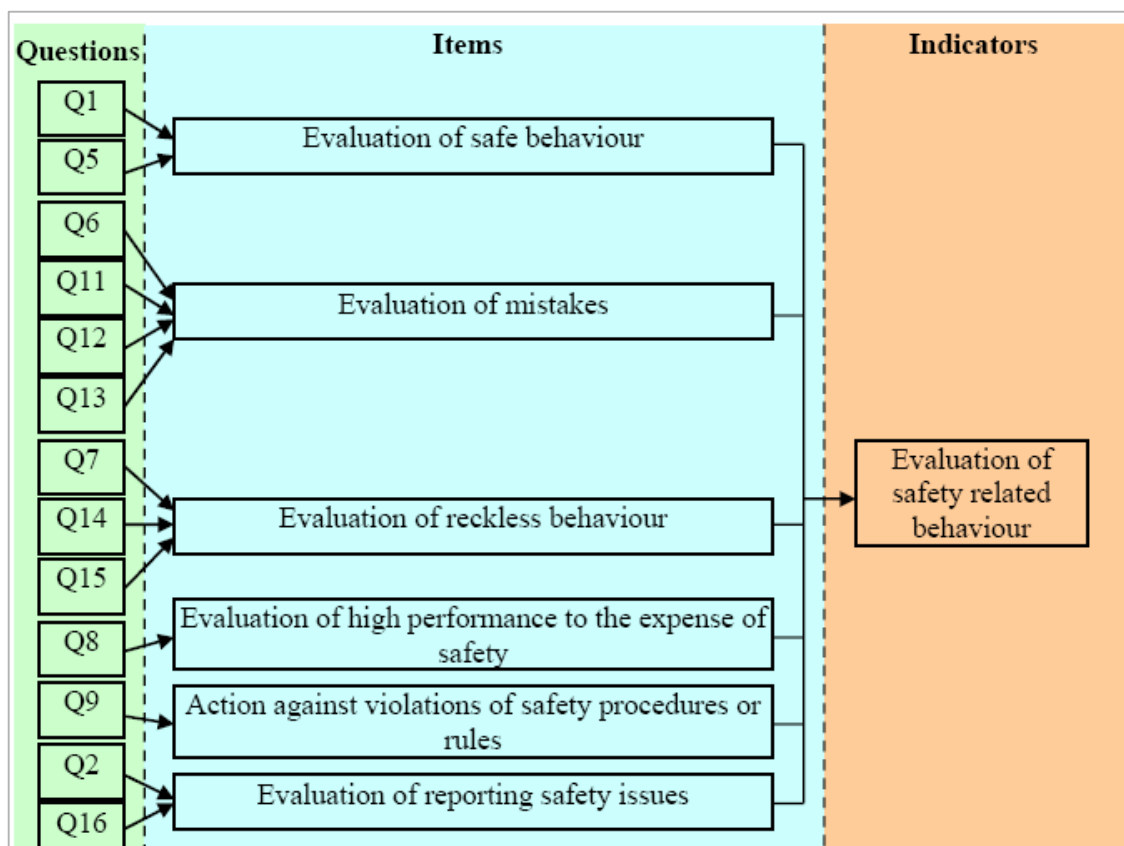 Questions
Items
Indicators
Q1
Q5
Q6
Q11
Q12
Q13
Q7
Q14
Q15
Q8
Q9
Q2
Q16
Evaluation of safe behaviour
Evaluation of mistakes
Evaluation of reckless behaviour
Evaluation of high performance to the expense of
safety
Action against violations of safety procedures or
rules
Evaluation of reporting safety issues
Evaluation of
safety related
behaviour